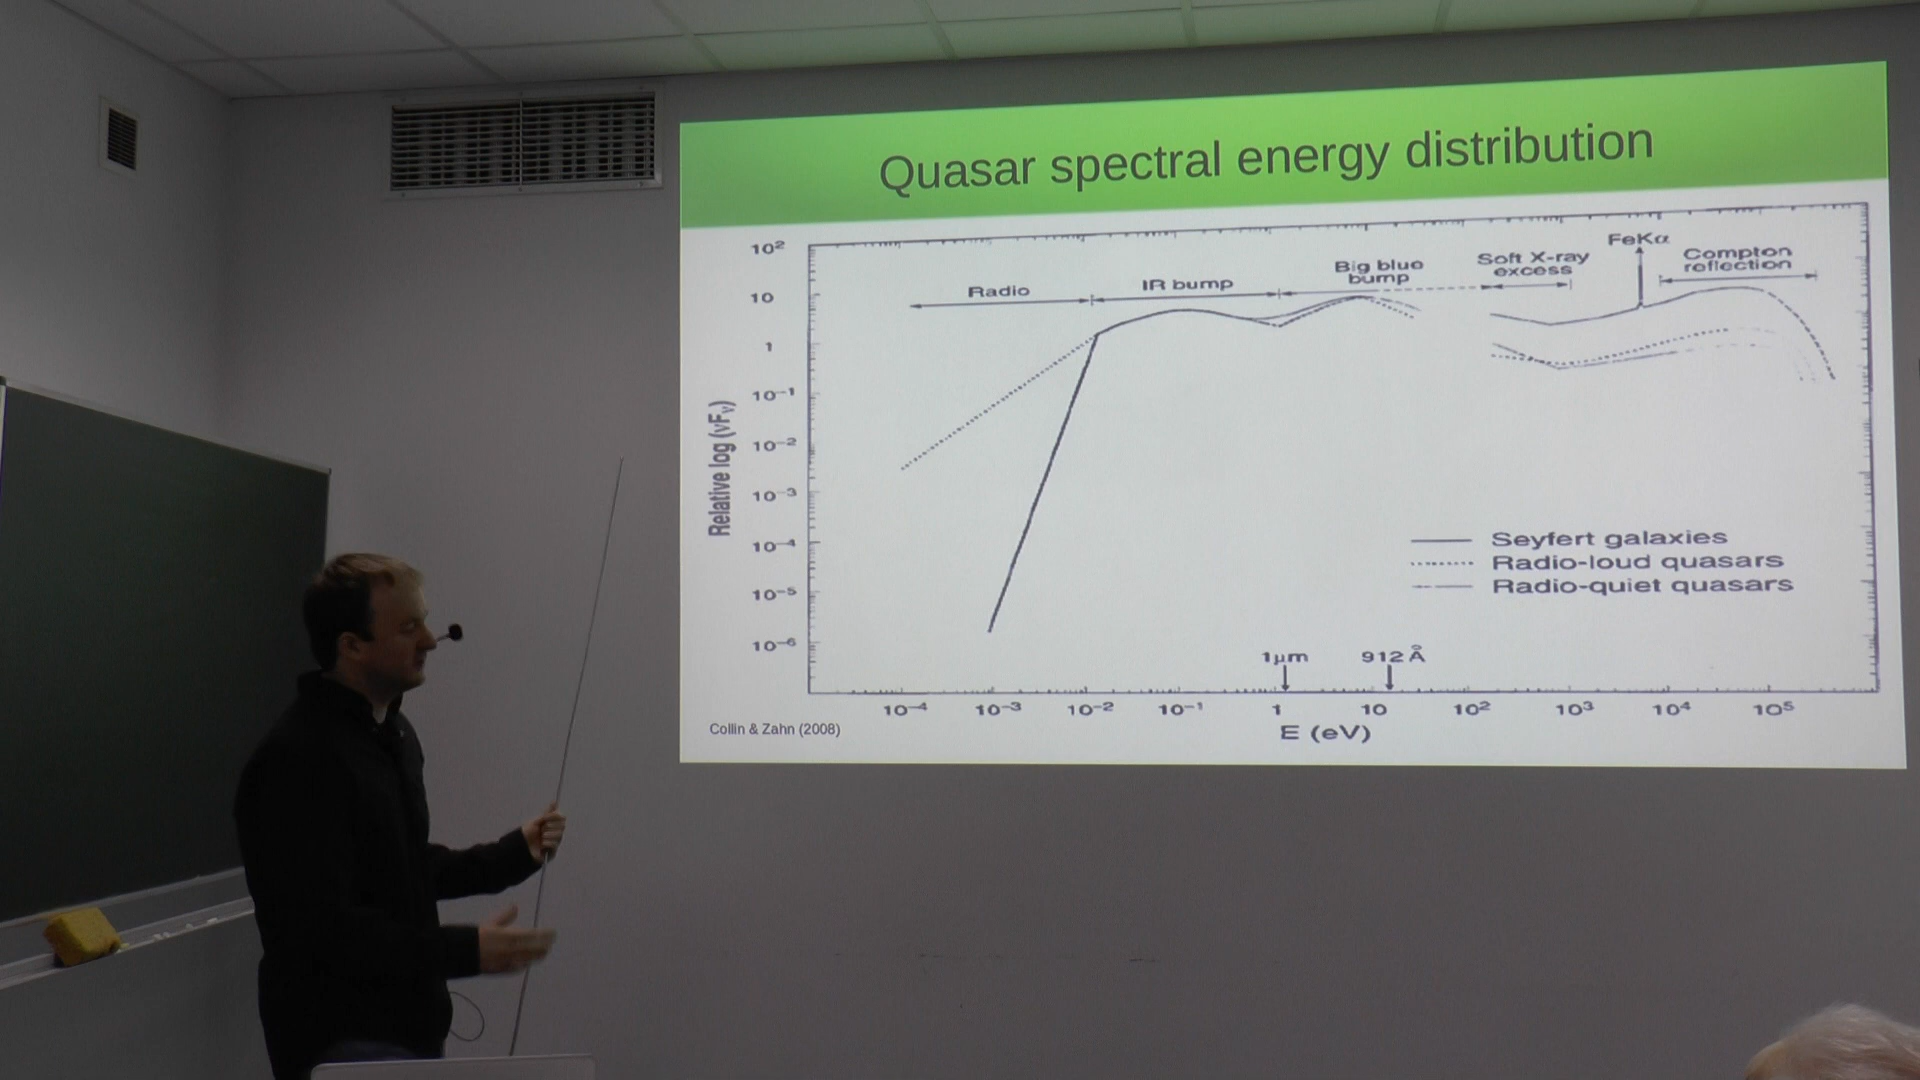 Quasar spectral energy distribution
10²
10
1
10⁻¹
10⁻²
10⁻³
10⁻⁴
10⁻⁵
10⁻⁶
Relative log (νFᵥ)
Radio
IR bump
Big blue
bump
Soft X-ray
excess
FeKα
Compton
reflection
Seyfert galaxies
Radio-loud quasars
Radio-quiet quasars
1μm
912 Å
10⁻⁴ 10⁻³ 10⁻² 10⁻¹ 1 10 10² 10³ 10⁴ 10⁵
E (eV)
Collin & Zahn (2008)